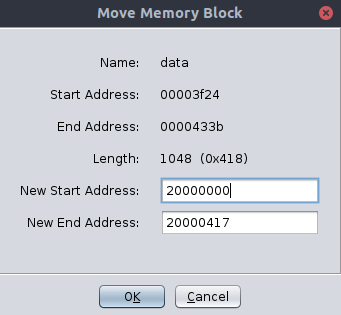 Move Memory Block
Name: data
Start Address: 00003f24
End Address: 0000433b
Length: 1048 (0x418)
New Start Address: 20000000
New End Address: 20000417
OK Cancel